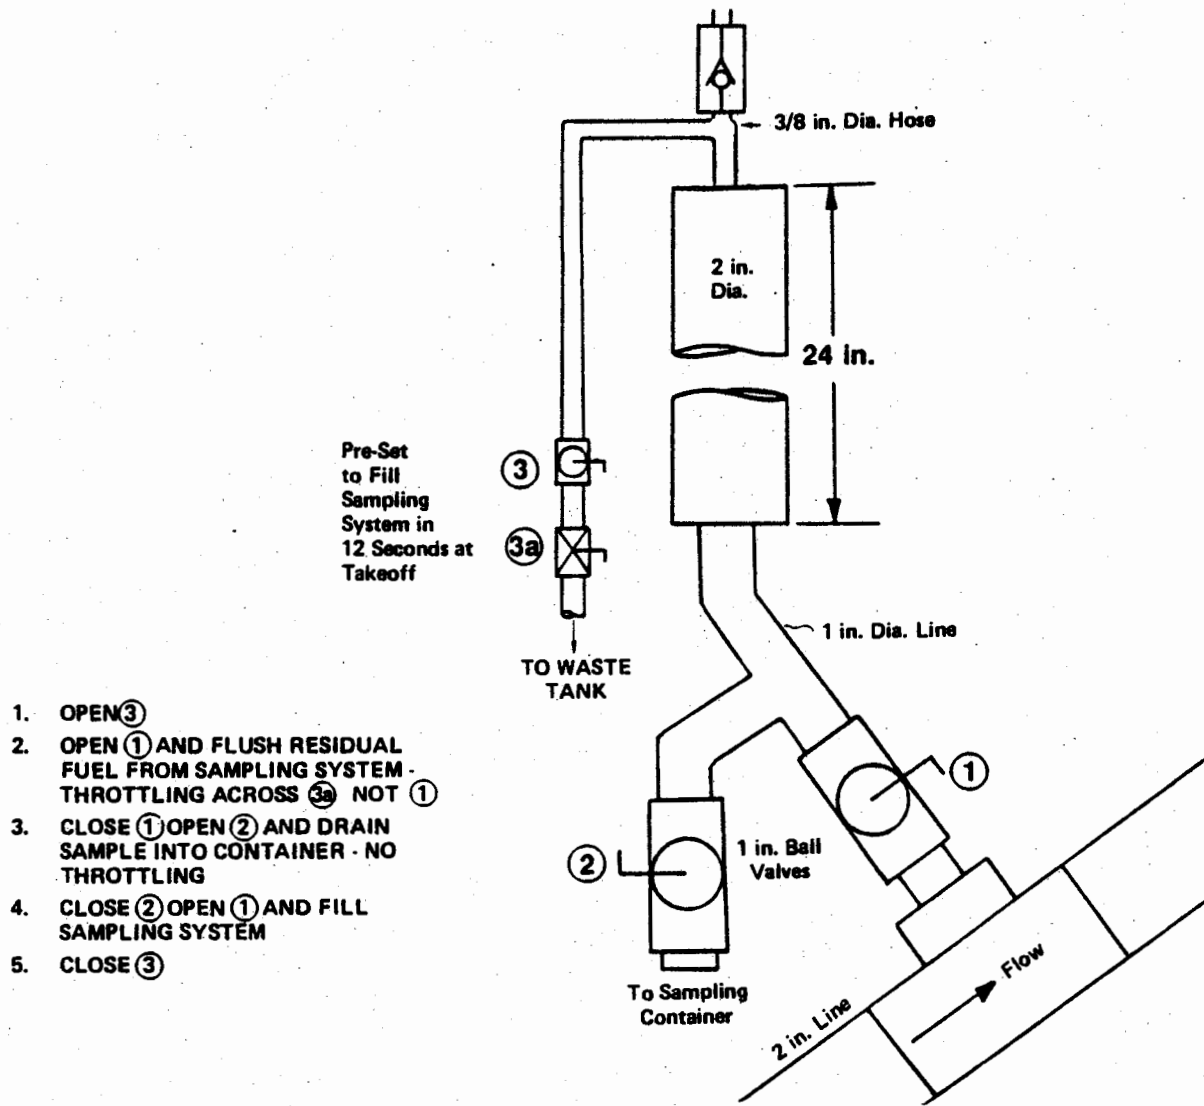 3/8 in. Dia. Hose
2 in.
Dia.
24 in.
Pre-Set
to Fill
Sampling
System in
12 Seconds at
Takeoff
3
3a
1 in. Dia. Line
TO WASTE
TANK
1. OPEN 3
2. OPEN 1 AND FLUSH RESIDUAL
FUEL FROM SAMPLING SYSTEM -
THROTTLING ACROSS 3a NOT 1
3. CLOSE 1 OPEN 2 AND DRAIN
SAMPLE INTO CONTAINER - NO
THROTTLING
4. CLOSE 2 OPEN 1 AND FILL
SAMPLING SYSTEM
5. CLOSE 3
1
2
1 in. Ball
Valves
To Sampling
Container
2 in. Line
Flow